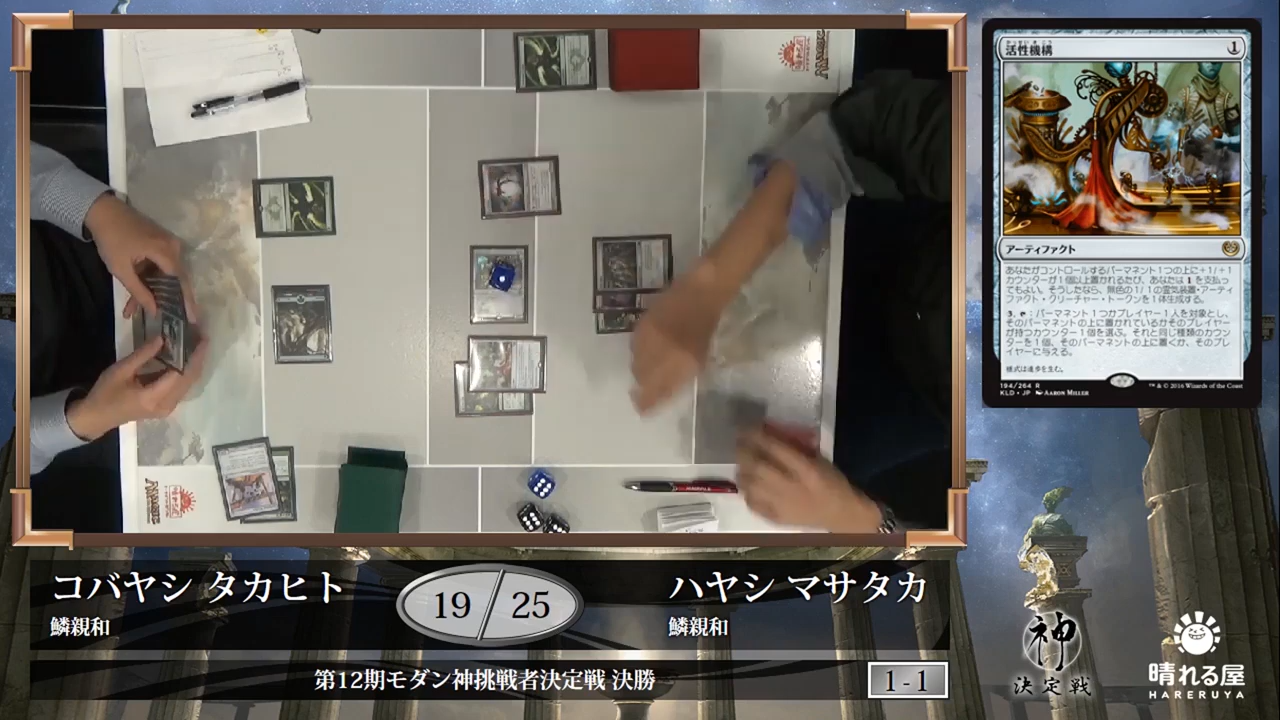 活性機構
1
アーティファクト
あなたがコントロールするパーマネント1つの上に+1/+1
カウンターが1個以上置かれるたび、あなたは1を支払っ
てもよい。そうしたなら、無色の1/1の霊気装置・アーティ
ファクト・クリーチャー・トークンを1体生成する。
3, T:パーマネント1つかプレイヤー1人を対象とし、
そのパーマネントの上に置かれているかそのプレイヤー
が持つカウンター1個を選ぶ。それと同じ種類のカウン
ターを1個、そのパーマネントの上に置くか、そのプレ
イヤーに与える。
様式は進歩を生む。
194/264 R
KLD • JP AARON MILLER
™ & © 2016 Wizards of the Coast
コバヤシ タカヒト
19 / 25
ハヤシ マサタカ
鱗親和
鱗親和
第12期モダン神挑戦者決定戦 決勝
1-1
神
決定戦
晴れる屋
HARERUYA